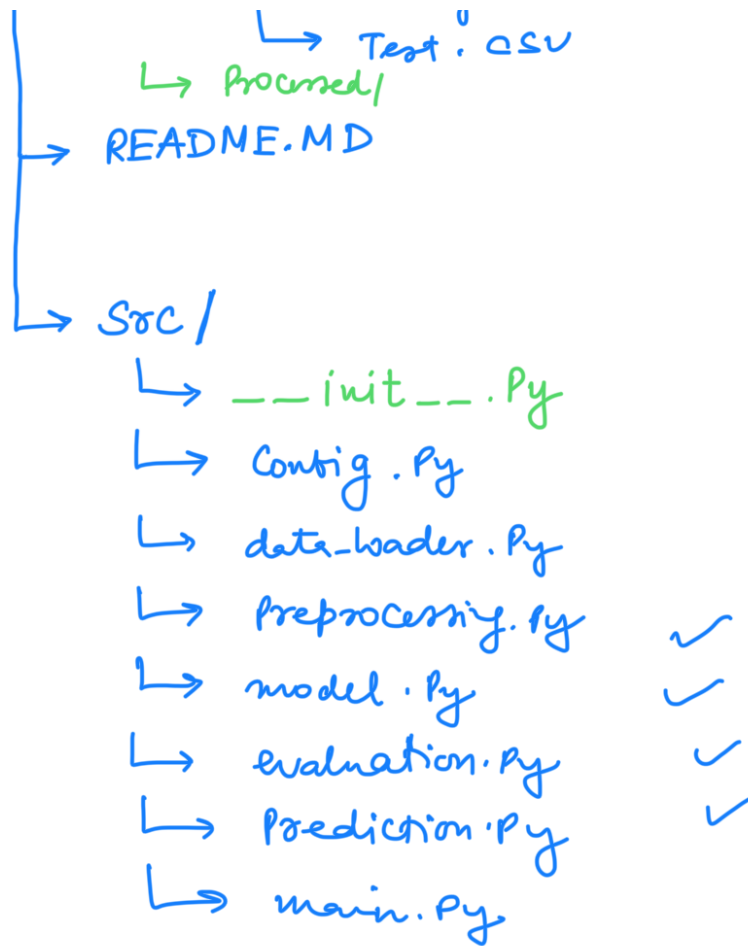 Test.csv
Processed/
README.MD
Src/
__init__.Py
Config.Py
data_loader.Py
Preprocessing.Py
model.Py
evaluation.Py
Prediction.Py
main.Py